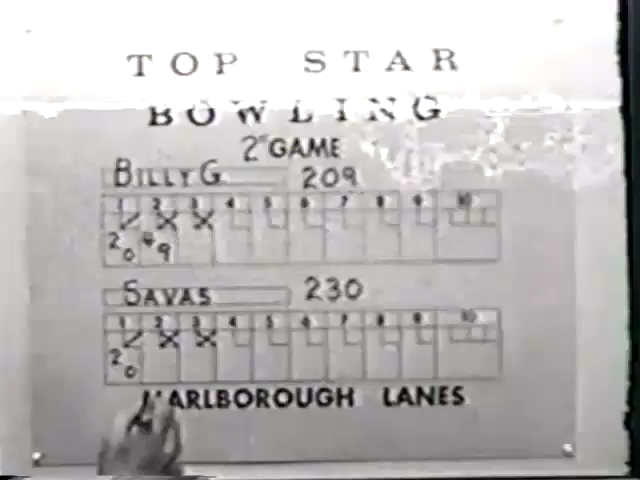 TOP STAR
BOWLING
2ND GAME
BILLY G. 209
1 2 3 4 5 6 7 8 9 10
/ X X
20 49
SAVAS 230
1 2 3 4 5 6 7 8 9 10
/ X X
20
MARLBOROUGH LANES